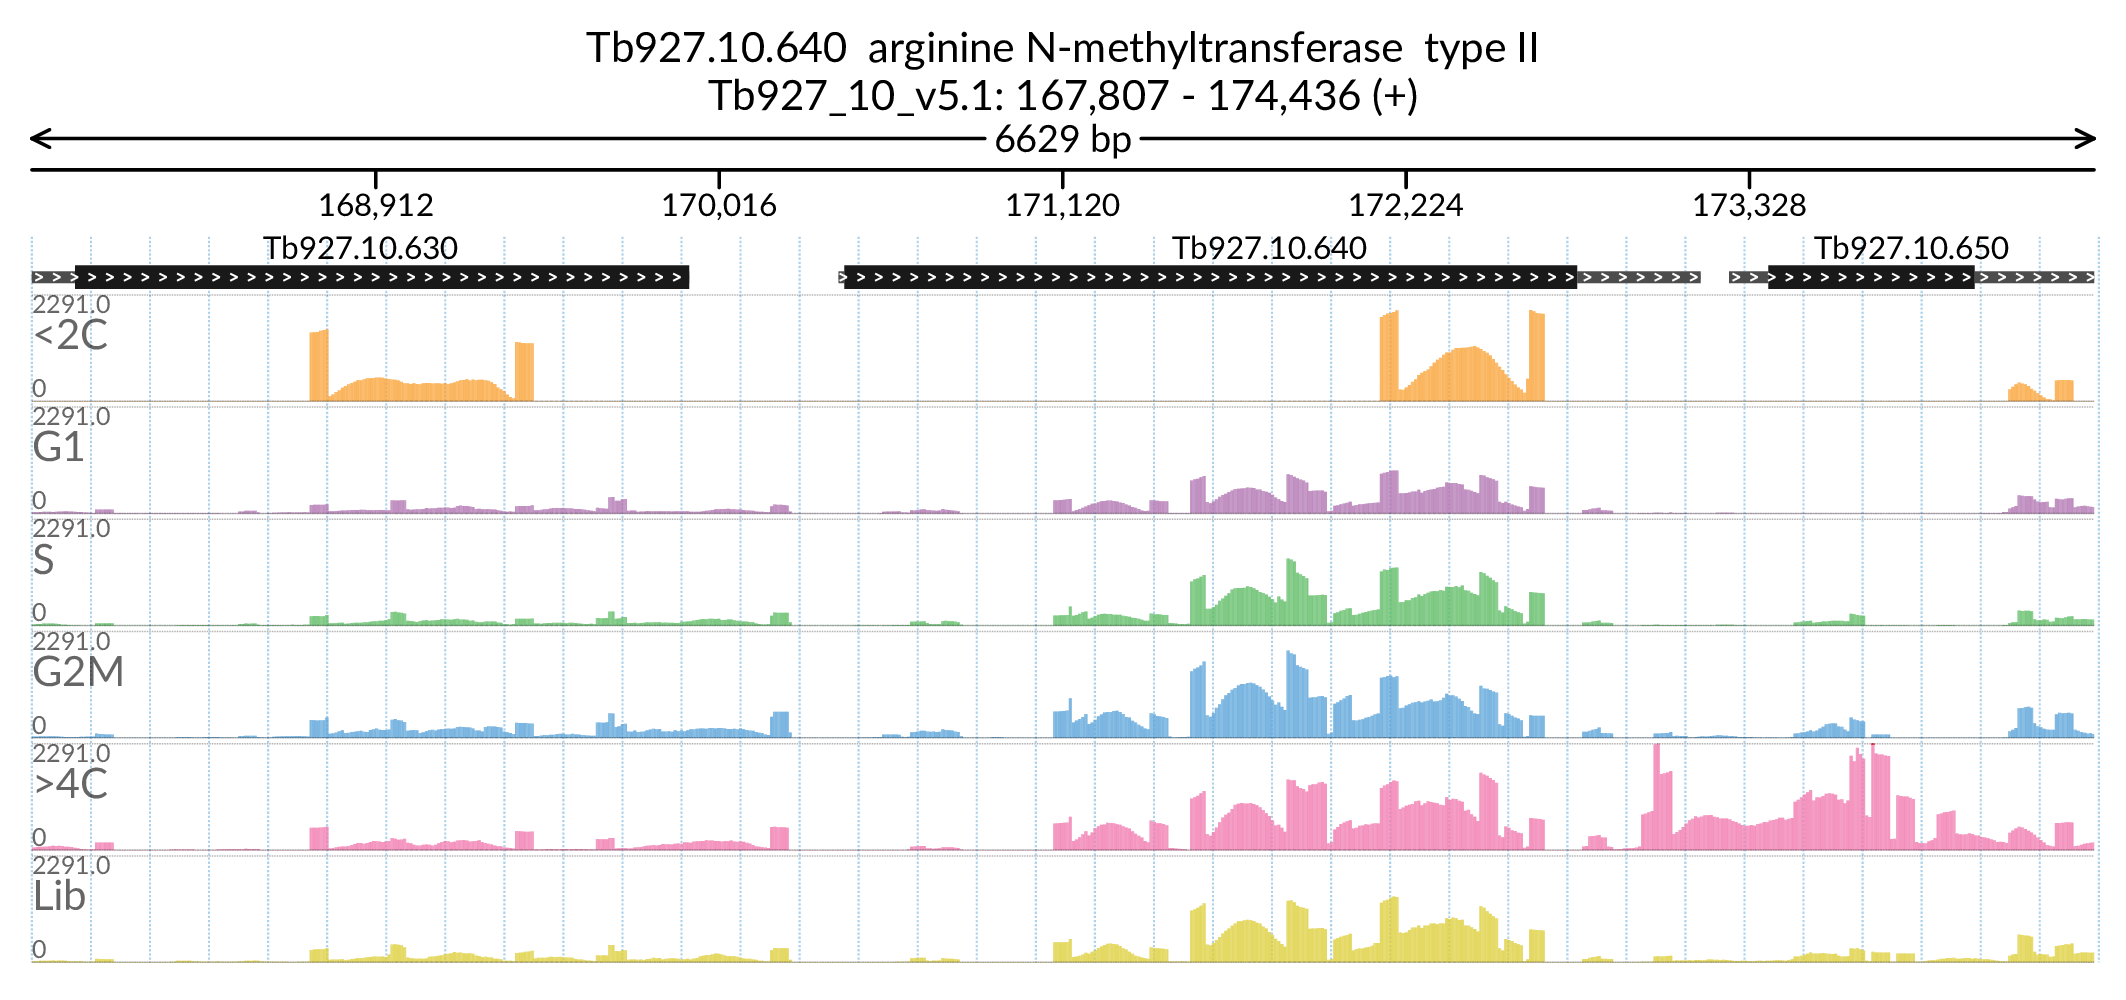 Tb927.10.640 arginine N-methyltransferase type II
Tb927_10_v5.1: 167,807 - 174,436 (+)
6629 bp
168,912 170,016 171,120 172,224 173,328
Tb927.10.630 Tb927.10.640 Tb927.10.650
2291.0
<2C
0
2291.0
G1
0
2291.0
S
0
2291.0
G2M
0
2291.0
>4C
0
2291.0
Lib
0